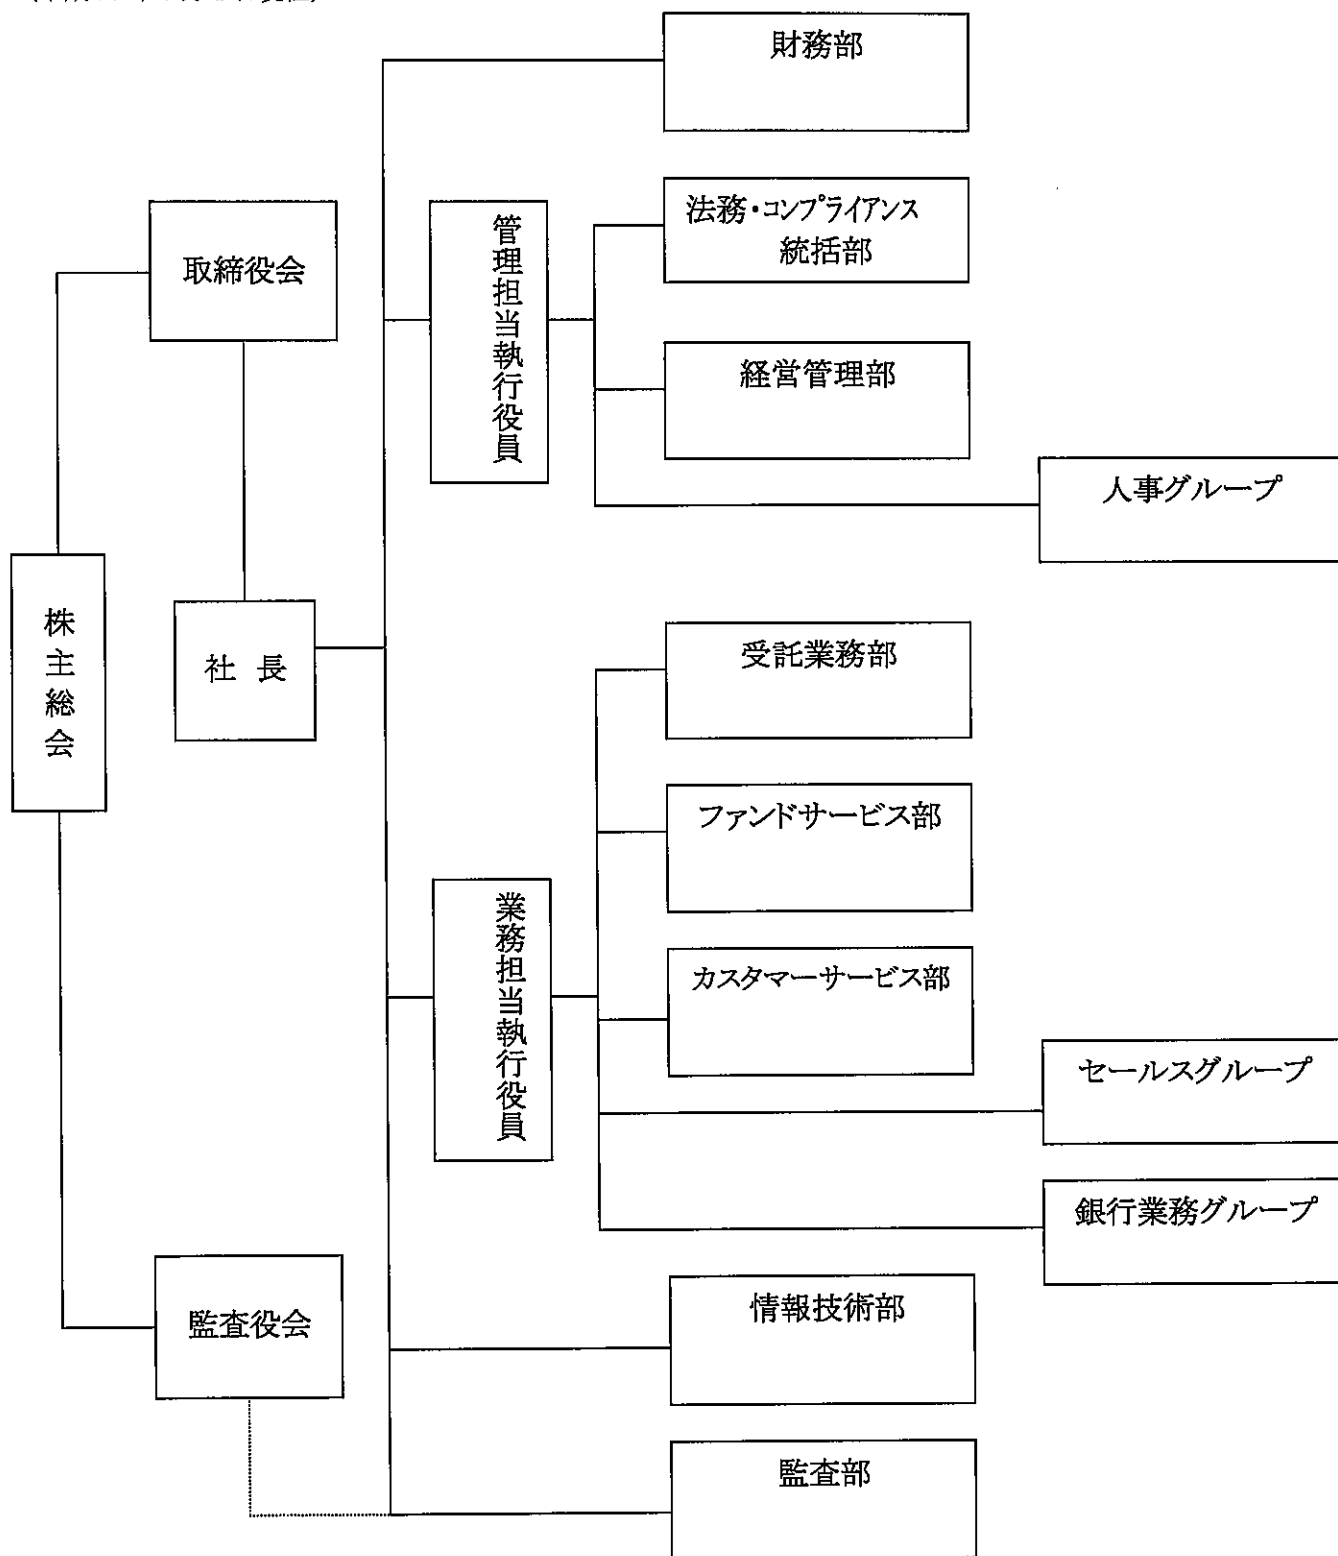 財務部
法務・コンプライアンス
統括部
管理担当執行役員
取締役会
経営管理部
人事グループ
株主総会
社 長
受託業務部
ファンドサービス部
業務担当執行役員
カスタマーサービス部
セールスグループ
銀行業務グループ
監査役会
情報技術部
監査部